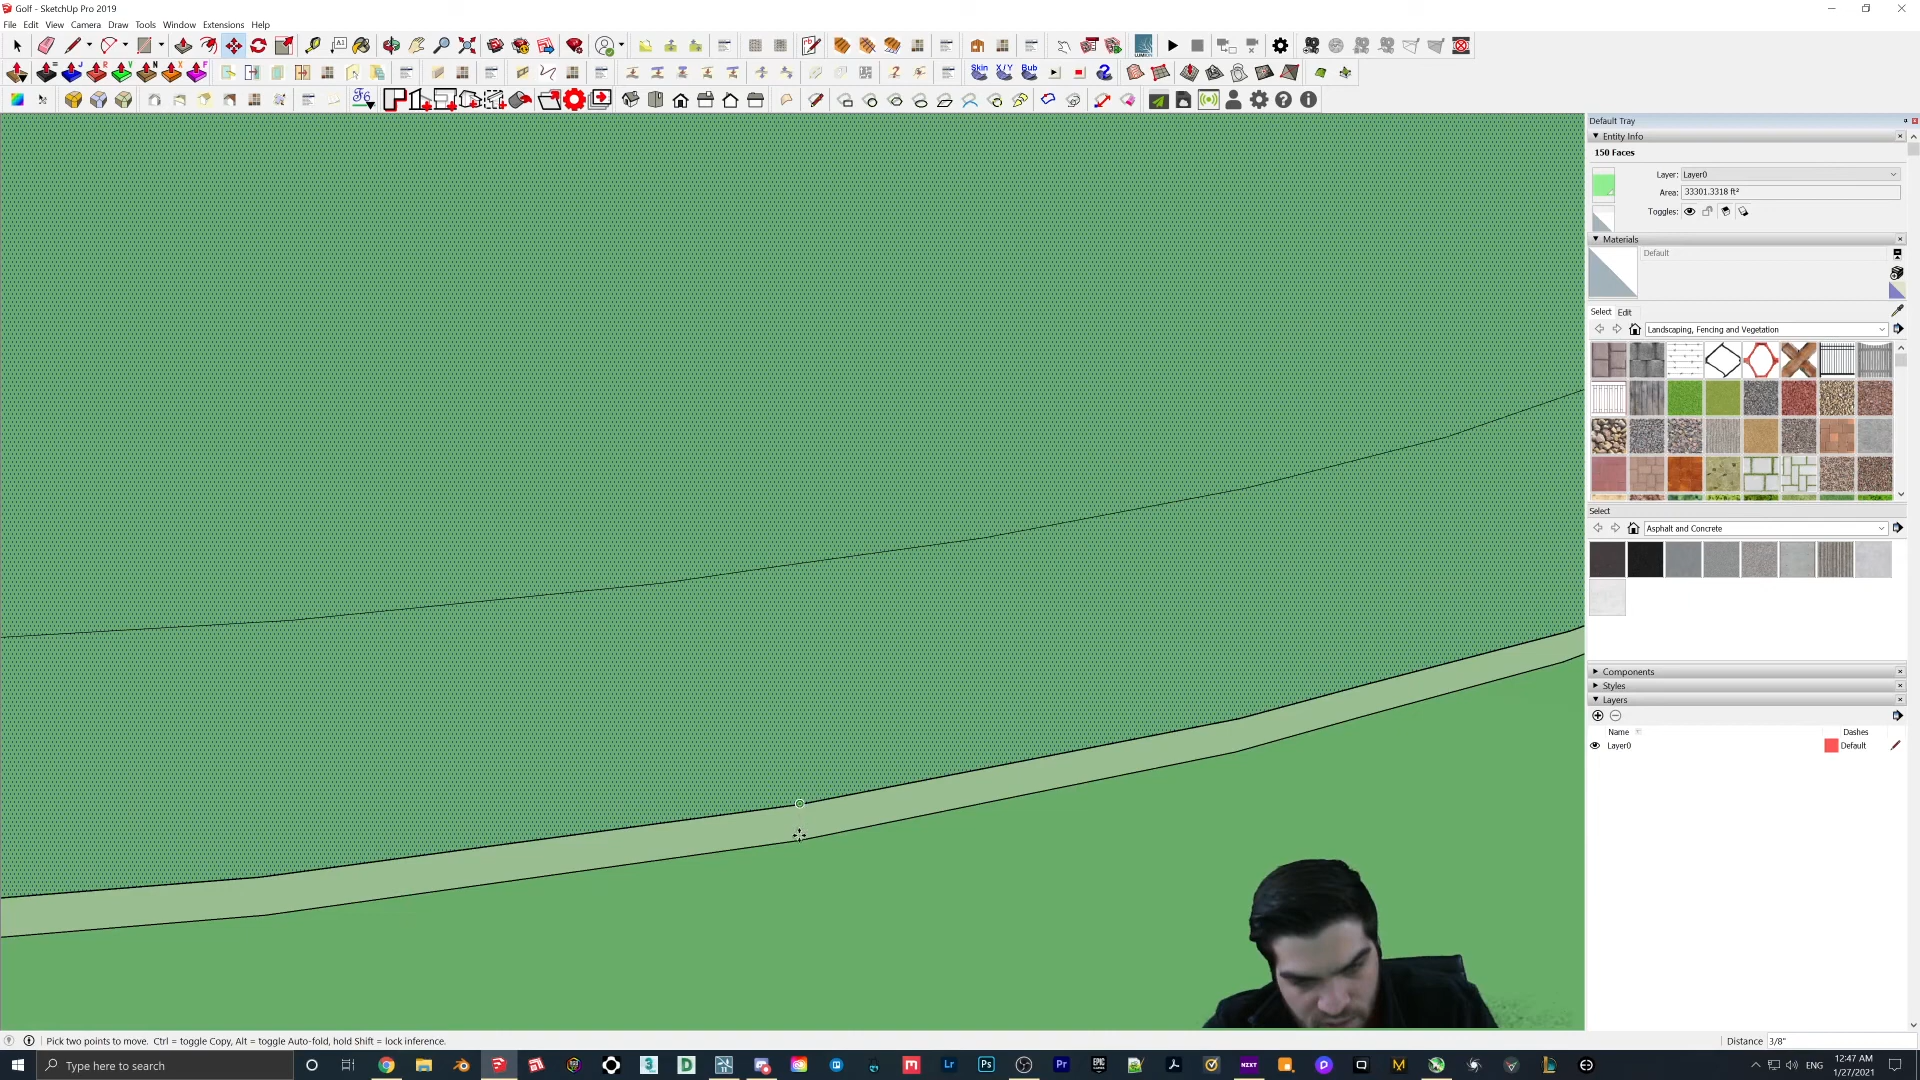 Golf - SketchUp Pro 2019
File Edit View Camera Draw Tools Window Extensions Help
Skin X/Y Bub
Default Tray
Entity Info
150 Faces
Layer: Layer0
Area: 33301.3318 ft²
Toggles:
Materials
Default
Select Edit
Landscaping, Fencing and Vegetation
Select
Asphalt and Concrete
Components
Styles
Layers
Name Dashes
Layer0 Default
Pick two points to move. Ctrl = toggle Copy, Alt = toggle Auto-fold, hold Shift = lock inference.
Distance 3/8"
Type here to search
ENG
12:47 AM
1/27/2021